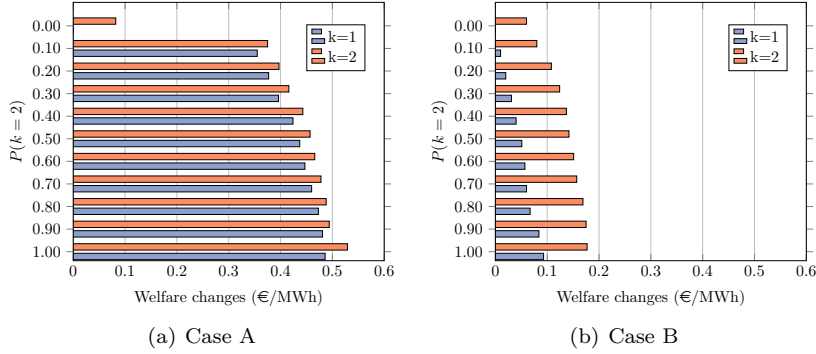 P(k = 2)
0.00
0.10
0.20
0.30
0.40
0.50
0.60
0.70
0.80
0.90
1.00
0 0.1 0.2 0.3 0.4 0.5 0.6
Welfare changes (€/MWh)
k=1
k=2
(a) Case A
P(k = 2)
0.00
0.10
0.20
0.30
0.40
0.50
0.60
0.70
0.80
0.90
1.00
0 0.1 0.2 0.3 0.4 0.5 0.6
Welfare changes (€/MWh)
k=1
k=2
(b) Case B